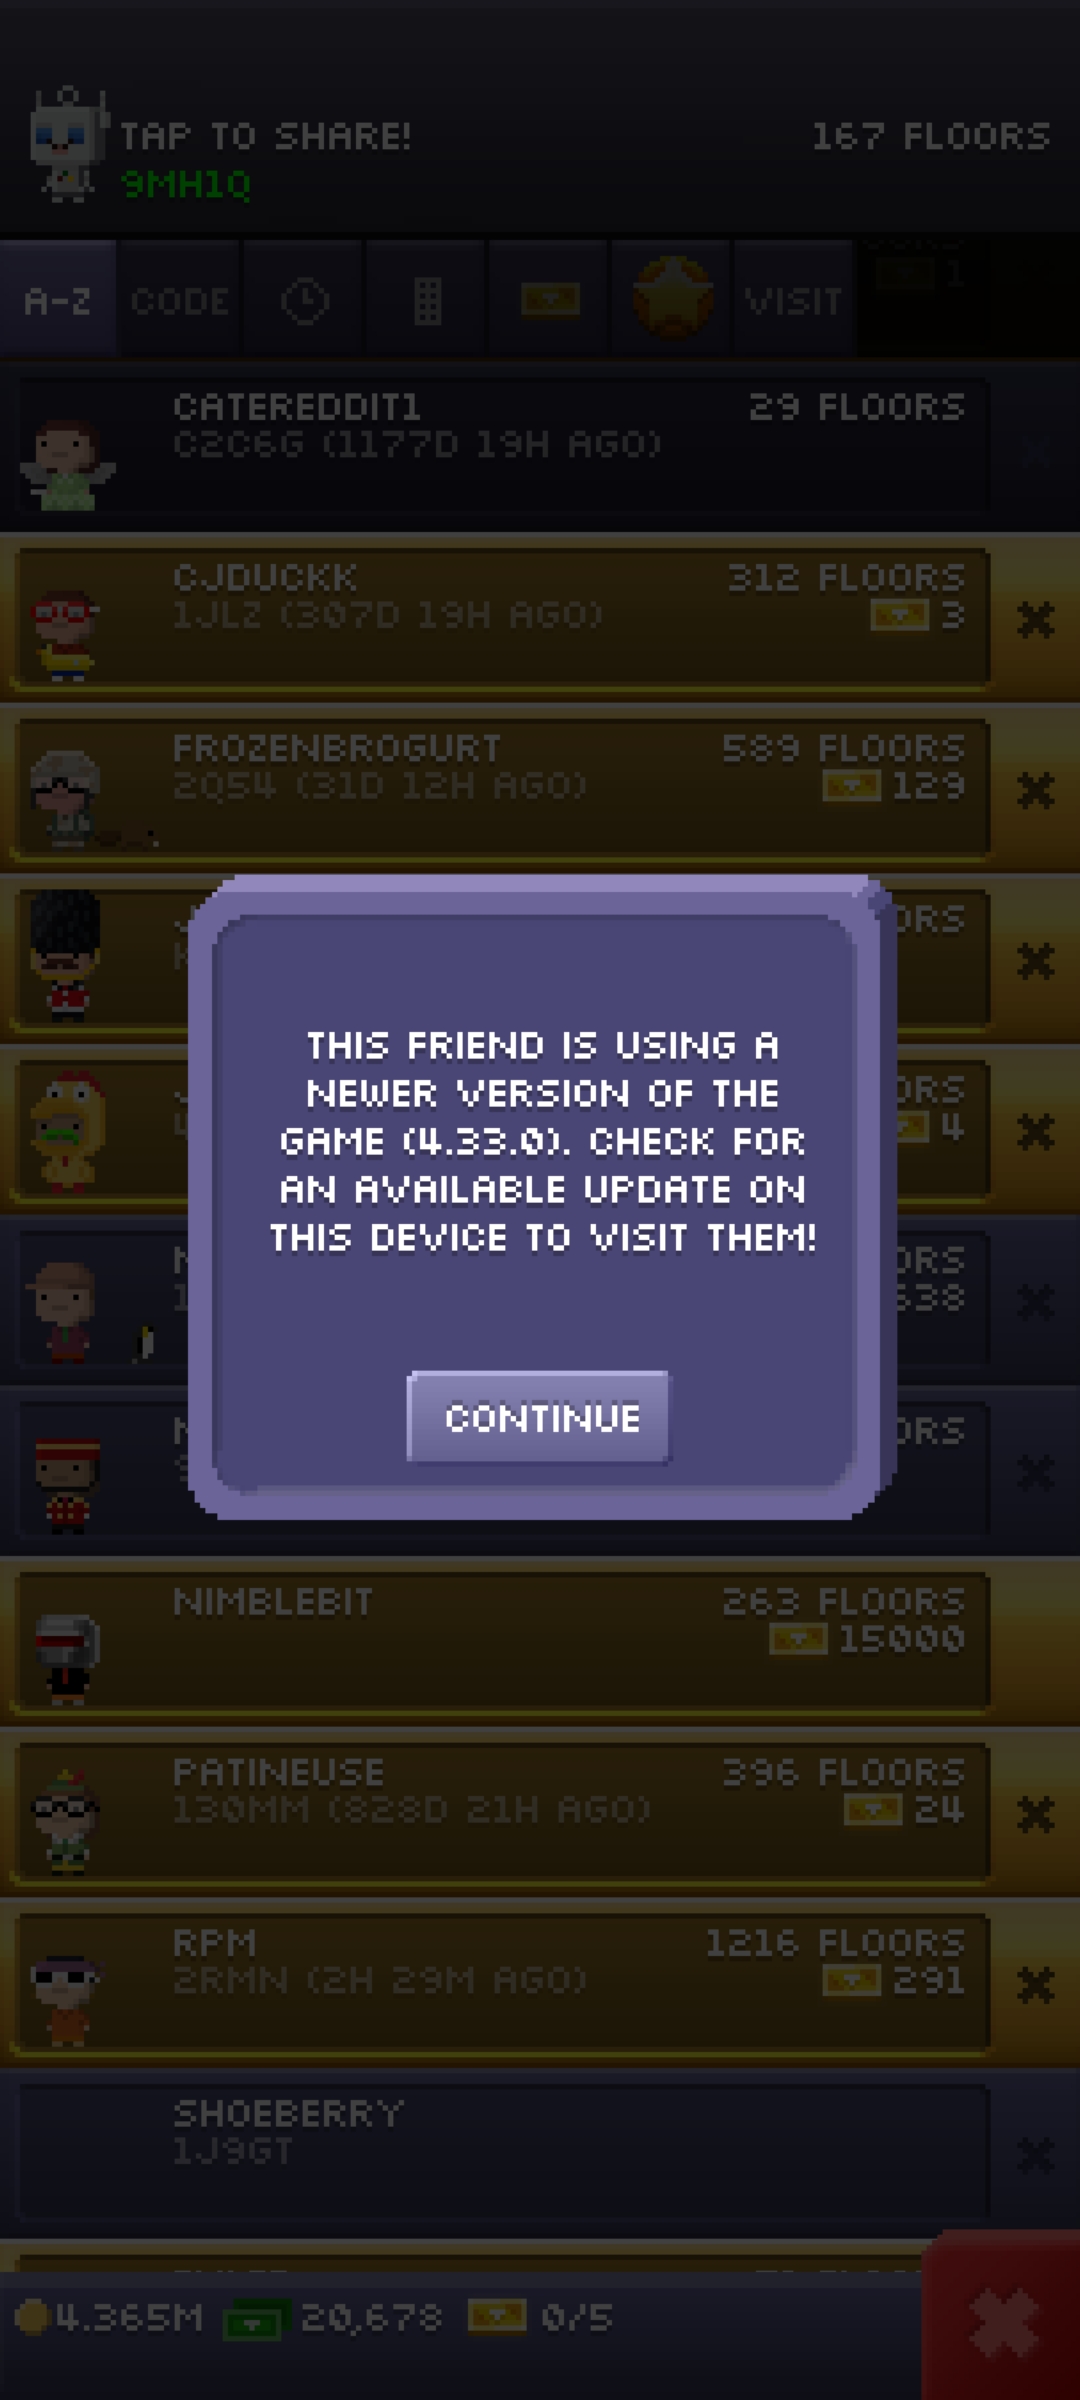 TAP TO SHARE!
167 FLOORS
9MH1Q
A-Z
CODE
VISIT
1
CATEREDDIT1
29 FLOORS
C2C6G (1177D 19H AGO)
CJDUCKK
312 FLOORS
1JLZ (307D 19H AGO)
3
FROZENBROGURT
589 FLOORS
2Q54 (31D 12H AGO)
129
THIS FRIEND IS USING A
NEWER VERSION OF THE
GAME (4.33.0). CHECK FOR
AN AVAILABLE UPDATE ON
THIS DEVICE TO VISIT THEM!
CONTINUE
4
NIMBLEBIT
263 FLOORS
15000
PATINEUSE
396 FLOORS
130MM (828D 21H AGO)
24
RPM
1216 FLOORS
2RMN (2H 29M AGO)
291
SHOEBERRY
1J9GT
4.365M
20,678
0/5